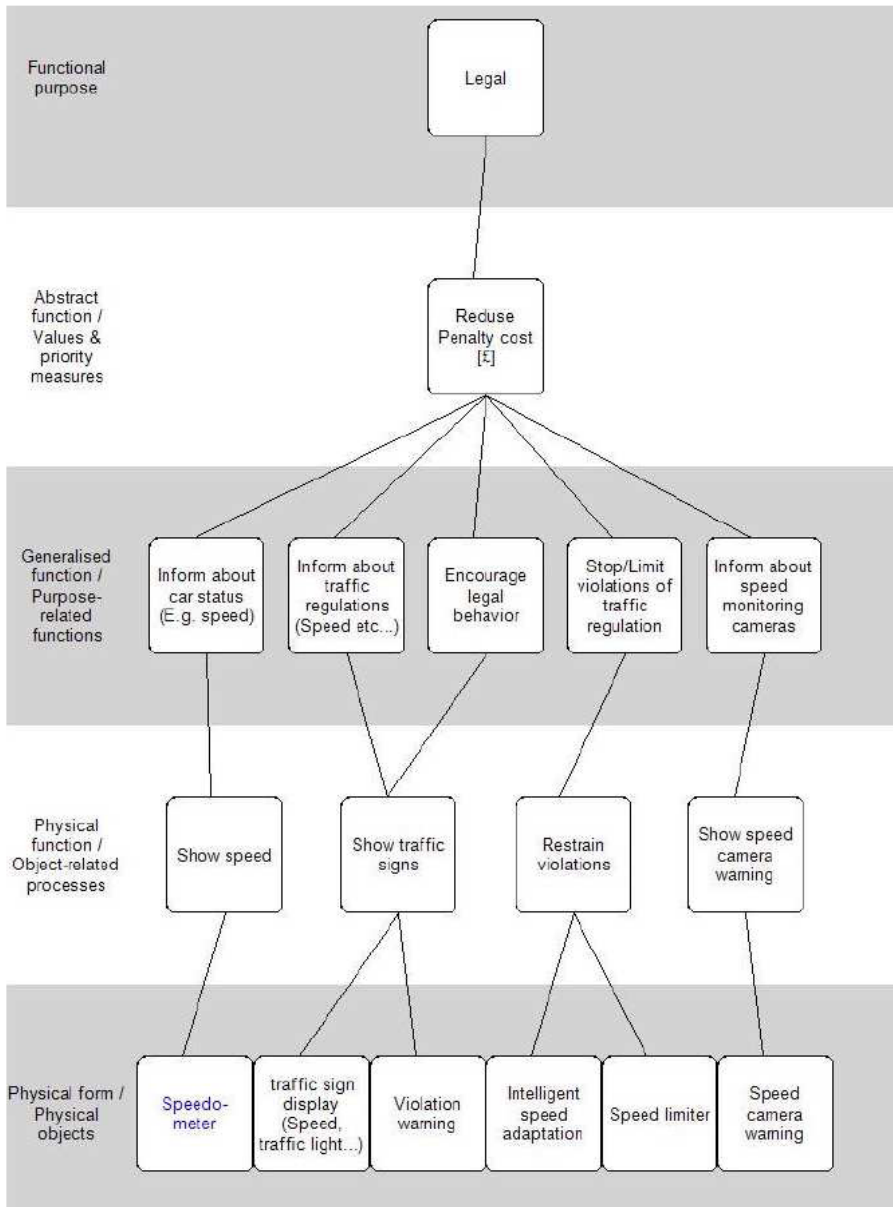 Functional
purpose
Legal
Abstract
function /
Values &
priority
measures
Reduse
Penalty cost
[£]
Generalised
function /
Purpose-
related
functions
Inform about
car status
(E.g. speed)
Inform about
traffic
regulations
(Speed etc...)
Encourage
legal
behavior
Stop/Limit
violations of
traffic
regulation
Inform about
speed
monitoring
cameras
Physical
function /
Object-related
processes
Show speed
Show traffic
signs
Restrain
violations
Show speed
camera
warning
Physical form /
Physical
objects
Speedo-
meter
traffic sign
display
(Speed,
traffic light...)
Violation
warning
Intelligent
speed
adaptation
Speed limiter
Speed
camera
warning